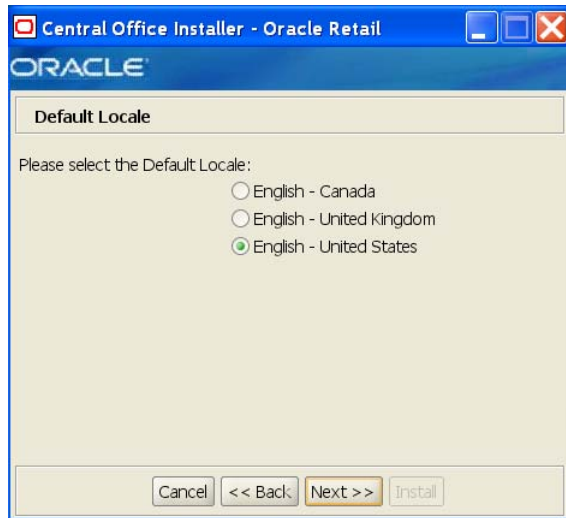 Central Office Installer - Oracle Retail
ORACLE
Default Locale
Please select the Default Locale:
English - Canada
English - United Kingdom
English - United States
Cancel << Back Next >> Install